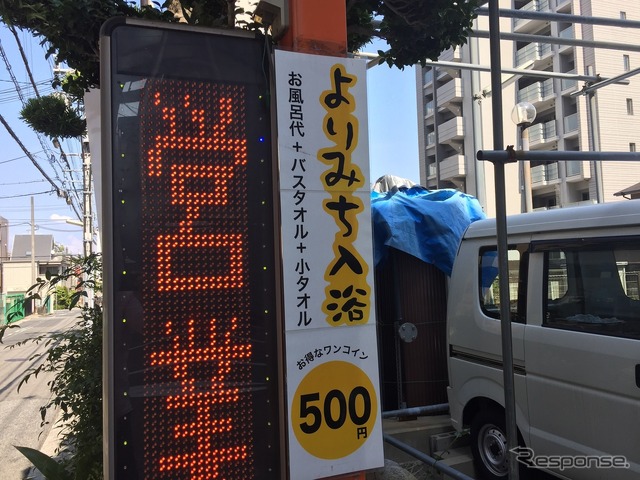 営業
よりみち入浴
お風呂代+バスタオル+小タオル
お得なワンコイン
500円
Response.